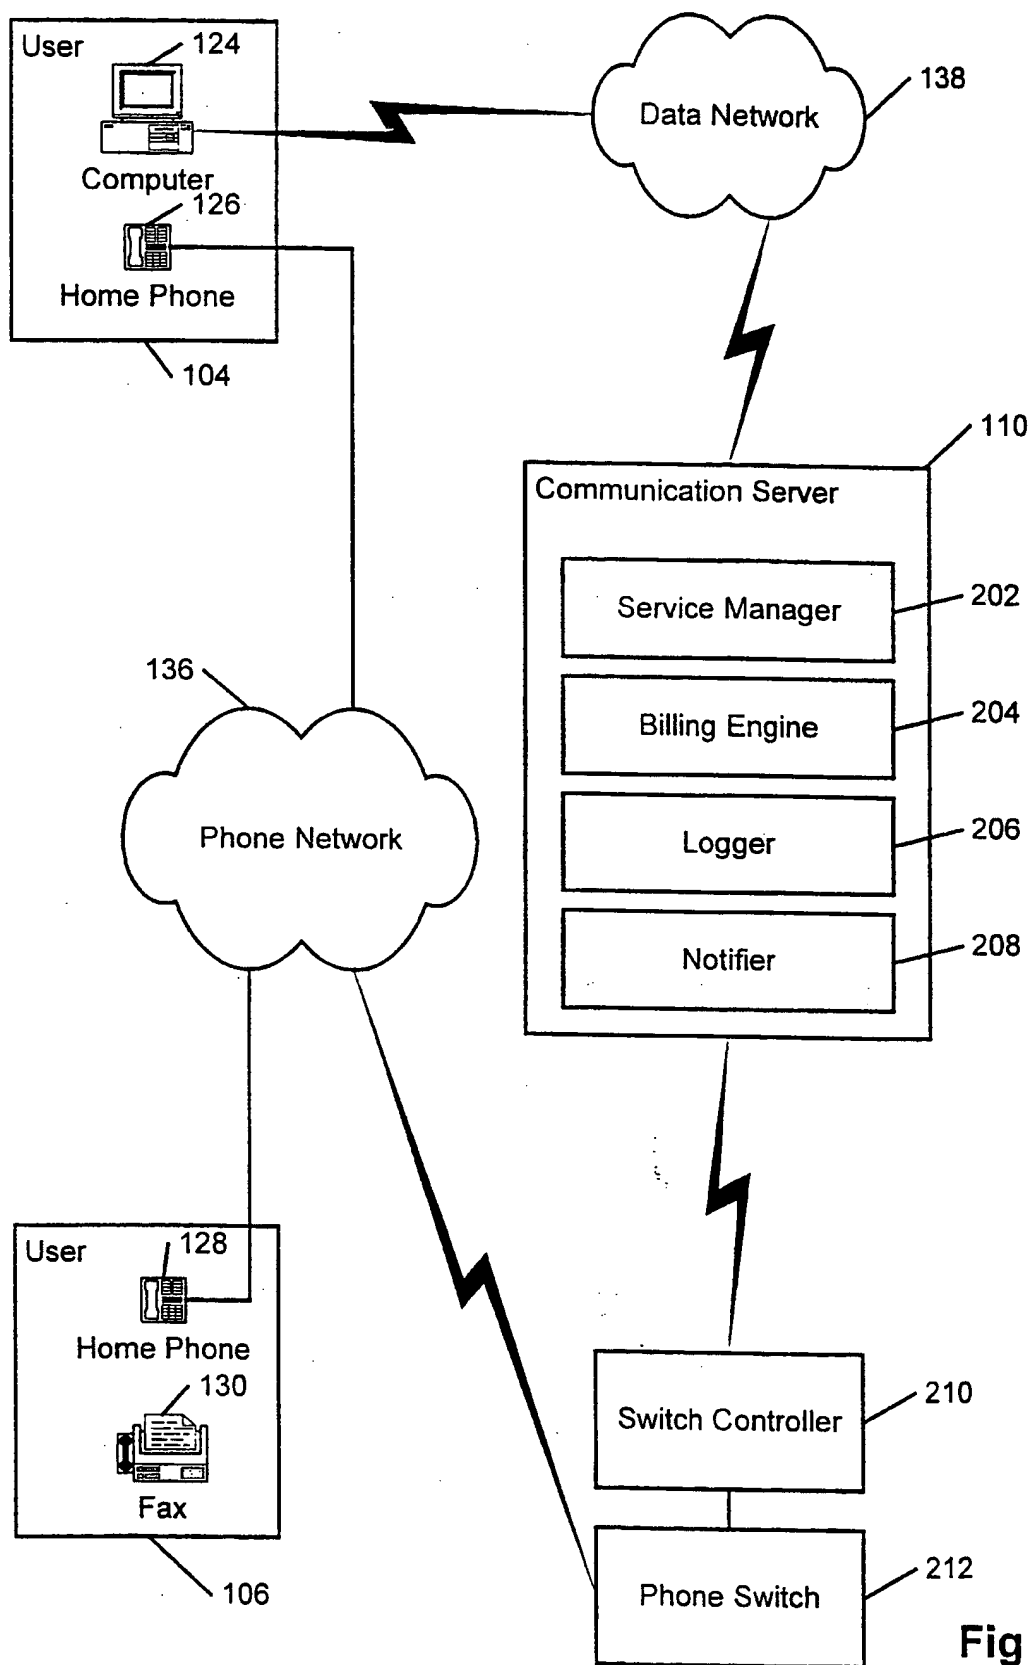 User
124
Computer
126
Home Phone
104
Data Network
138
110
Communication Server
Service Manager
202
Billing Engine
204
Logger
206
Notifier
208
136
Phone Network
User
128
Home Phone
130
Fax
106
Switch Controller
210
Phone Switch
212
Fig